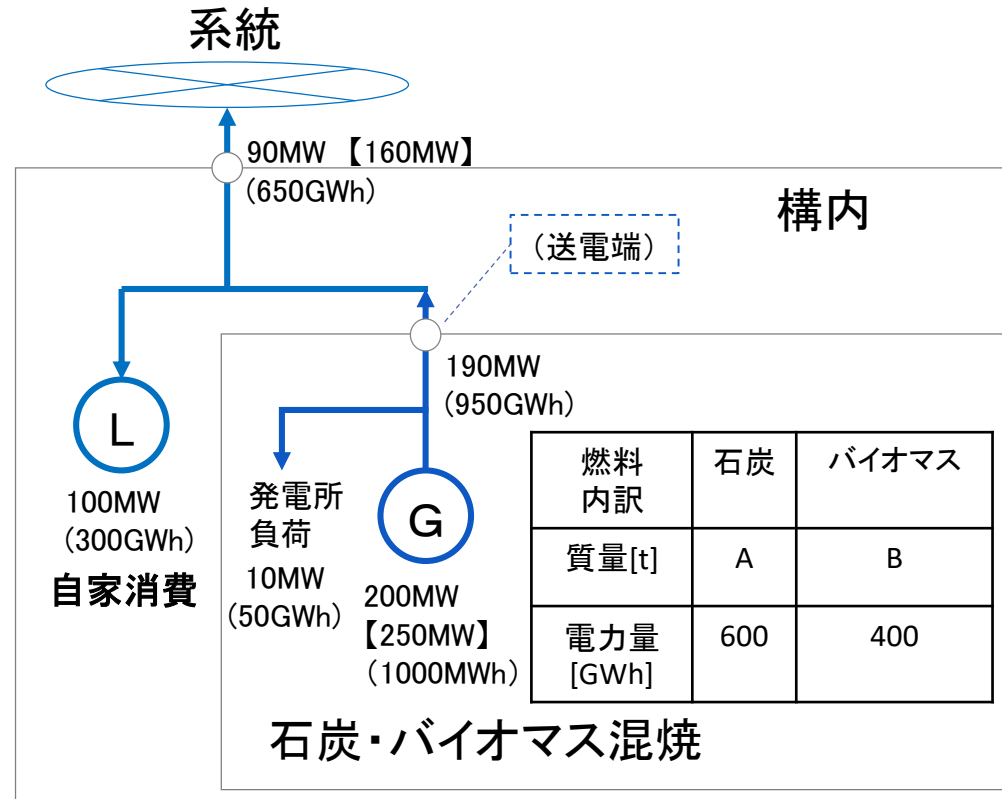 系統
90MW 【160MW】
(650GWh)
構内
（送電端）
190MW
(950GWh)
L
100MW
(300GWh)
自家消費
発電所
負荷
10MW
(50GWh)
G
200MW
【250MW】
(1000MWh)
燃料
内訳
石炭
バイオマス
質量[t]
A
B
電力量
[GWh]
600
400
石炭・バイオマス混焼